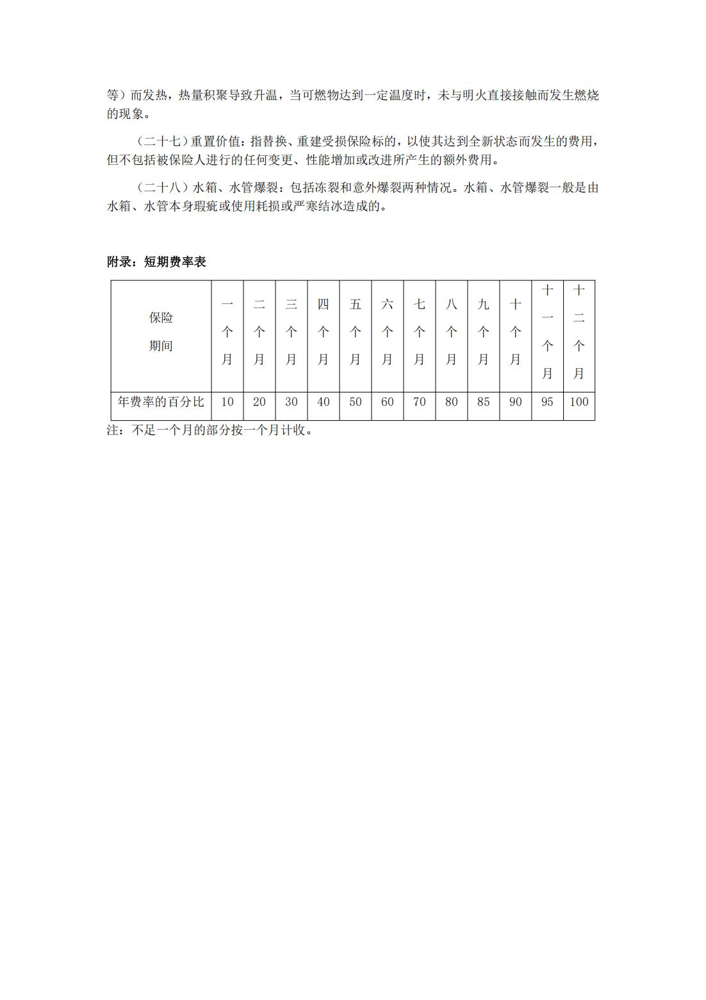 等）而发热，热量积聚导致升温，当可燃物达到一定温度时，未与明火直接接触而发生燃烧
的现象。
（二十七）重置价值：指替换、重建受损保险标的，以使其达到全新状态而发生的费用，
但不包括被保险人进行的任何变更、性能增加或改进所产生的额外费用。
（二十八）水箱、水管爆裂：包括冻裂和意外爆裂两种情况。水箱、水管爆裂一般是由
水箱、水管本身瑕疵或使用耗损或严寒结冰造成的。
附录：短期费率表
保险
期间
一个月 二个月 三个月 四个月 五个月 六个月 七个月 八个月 九个月 十个月 十一个月 十二个月
年费率的百分比 10 20 30 40 50 60 70 80 85 90 95 100
注：不足一个月的部分按一个月计收。